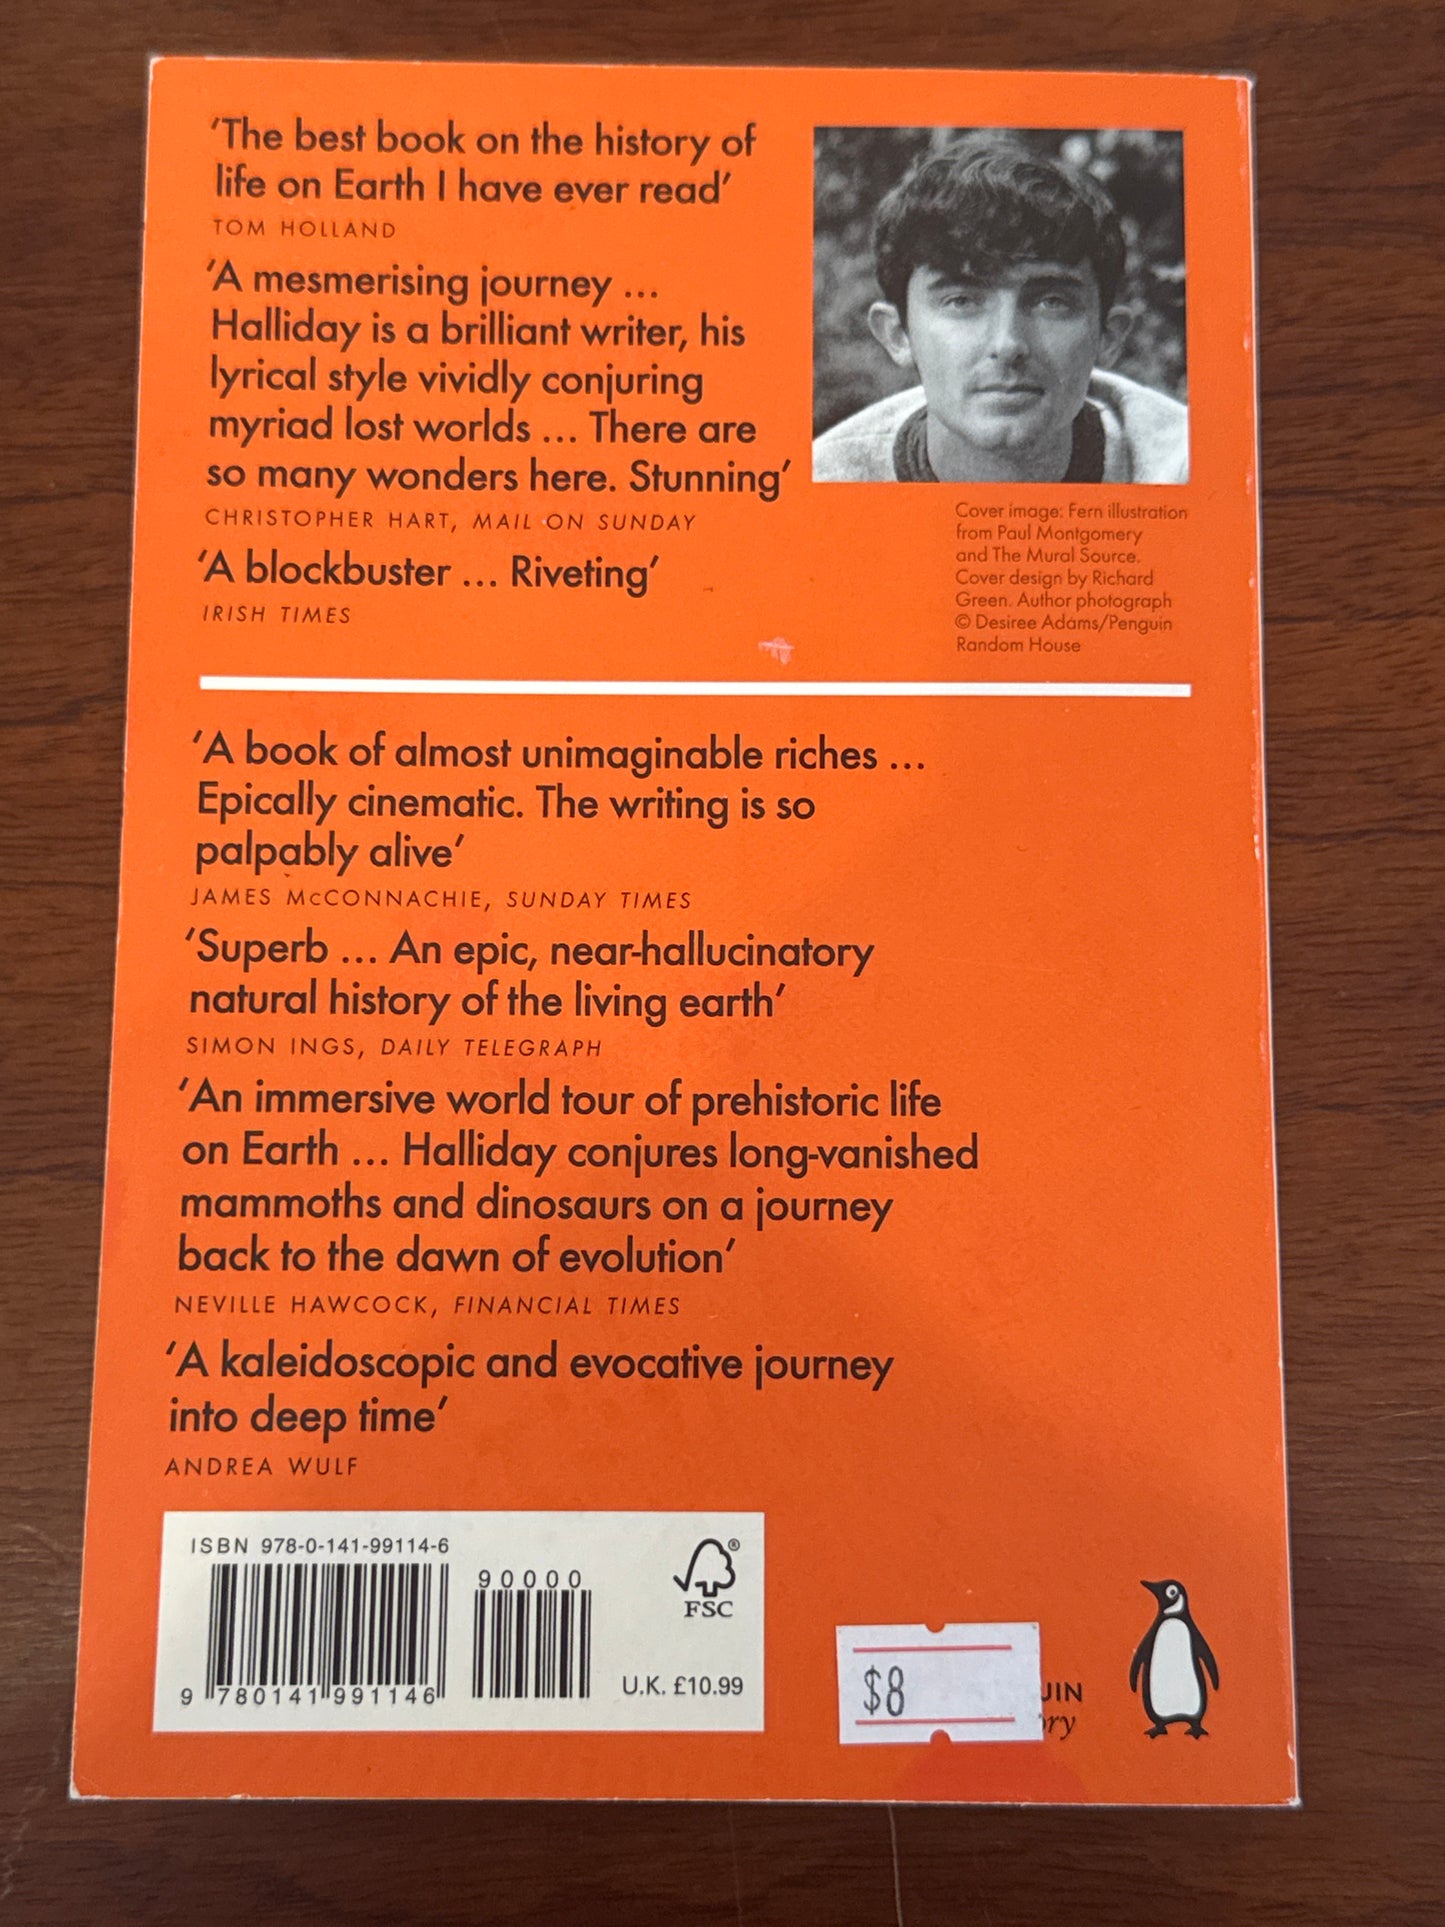 ‘The best book on the history of
life on Earth I have ever read’
TOM HOLLAND
‘A mesmerising journey ...
Halliday is a brilliant writer, his
lyrical style vividly conjuring
myriad lost worlds ... There are
so many wonders here. Stunning’
CHRISTOPHER HART, MAIL ON SUNDAY
‘A blockbuster ... Riveting’
IRISH TIMES
Cover image: Fern illustration
from Paul Montgomery
and The Mural Source.
Cover design by Richard
Green. Author photograph
© Desiree Adams/Penguin
Random House
‘A book of almost unimaginable riches ...
Epically cinematic. The writing is so
palpably alive’
JAMES McCONNACHIE, SUNDAY TIMES
‘Superb ... An epic, near-hallucinatory
natural history of the living earth’
SIMON INGS, DAILY TELEGRAPH
‘An immersive world tour of prehistoric life
on Earth ... Halliday conjures long-vanished
mammoths and dinosaurs on a journey
back to the dawn of evolution’
NEVILLE HAWCOCK, FINANCIAL TIMES
‘A kaleidoscopic and evocative journey
into deep time’
ANDREA WULF
ISBN 978-0-141-99114-6
90000
9 780141 991146
FSC®
U.K. £10.99
$8